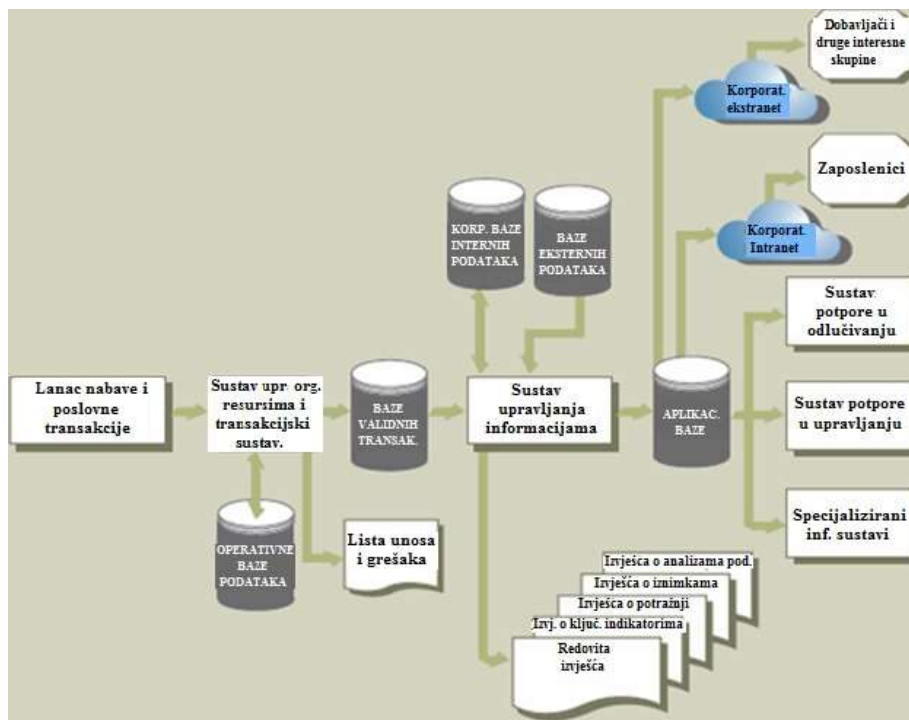 Dobavljači i
druge interesne
skupine
Korporat.
ekstranet
Zaposlenici
Korporat.
Intranet
KORP. BAZE
INTERNIH
PODATAKA
BAZE
EKSTERNIH
PODATAKA
Sustav
potpore u
odlučivanju
Lanac nabave i
poslovne
transakcije
Sustav upr. org.
resursima i
transakcijski
sustav.
BAZE
VALIDNIH
TRANSAK.
Sustav
upravljanja
informacijama
APLIKAC.
BAZE
Sustav potpore
u upravljanju
Specijalizirani
inf. sustavi
OPERATIVNE
BAZE
PODATAKA
Lista unosa
i grešaka
Izvješća o analizama pod.
Izvješća o iznimkama
Izvješća o potražnji
Izvj. o ključ. indikatorima
Redovita
izvješća